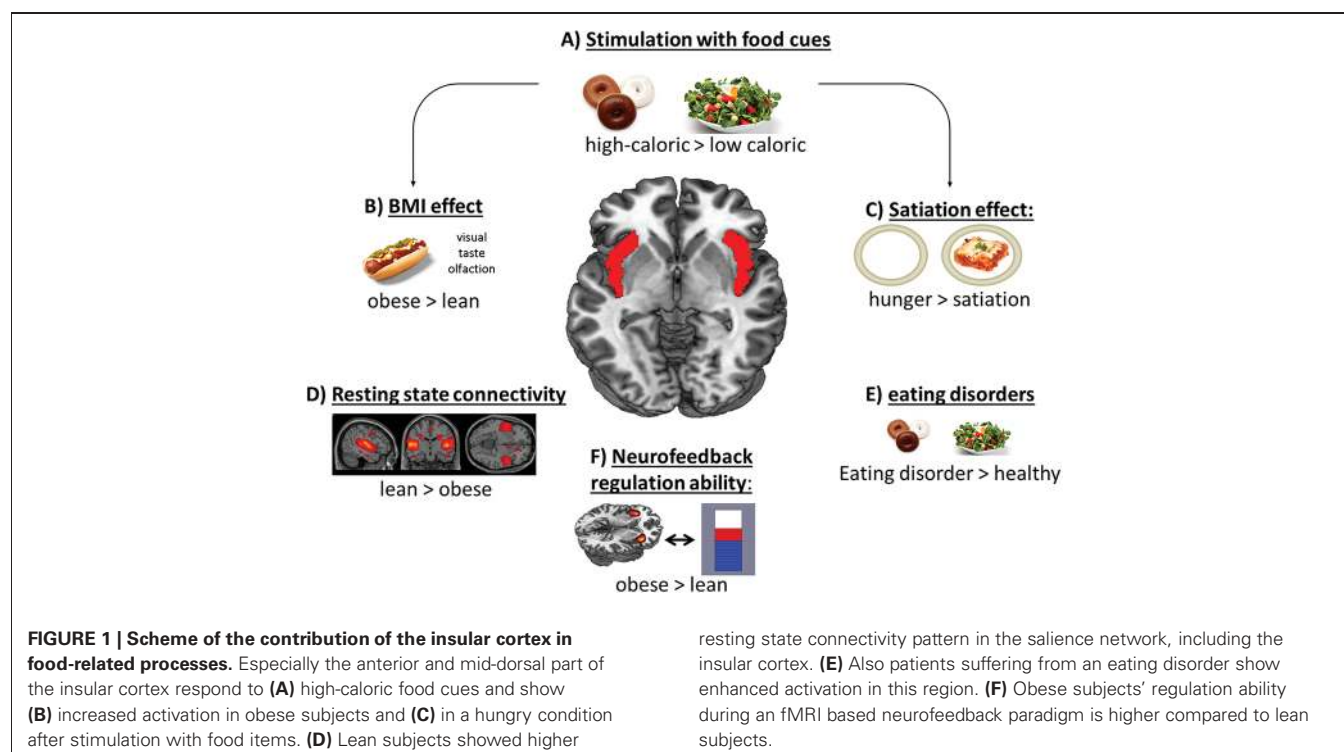 A) Stimulation with food cues
high-caloric > low caloric
B) BMI effect
visual
taste
olfaction
obese > lean
C) Satiation effect:
hunger > satiation
D) Resting state connectivity
lean > obese
E) eating disorders
Eating disorder > healthy
F) Neurofeedback
regulation ability:
obese > lean
FIGURE 1 | Scheme of the contribution of the insular cortex in
food-related processes. Especially the anterior and mid-dorsal part of
the insular cortex respond to (A) high-caloric food cues and show
(B) increased activation in obese subjects and (C) in a hungry condition
after stimulation with food items. (D) Lean subjects showed higher
resting state connectivity pattern in the salience network, including the
insular cortex. (E) Also patients suffering from an eating disorder show
enhanced activation in this region. (F) Obese subjects' regulation ability
during an fMRI based neurofeedback paradigm is higher compared to lean
subjects.